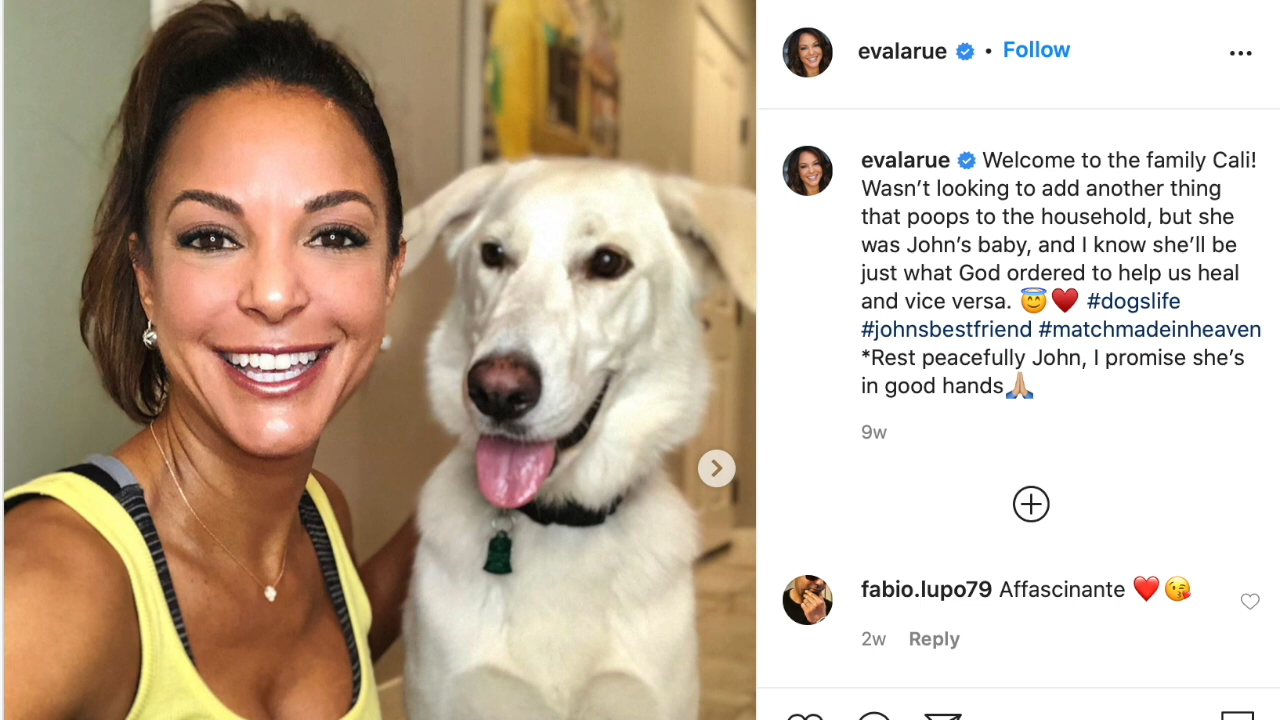 evalarue • Follow
evalarue Welcome to the family Cali!
Wasn’t looking to add another thing
that poops to the household, but she
was John’s baby, and I know she’ll be
just what God ordered to help us heal
and vice versa. 😇♥️ #dogslife
#johnsbestfriend #matchmadeinheaven
*Rest peacefully John, I promise she’s
in good hands🙏🏼
9w
fabio.lupo79 Affascinante ❤️😘
2w Reply